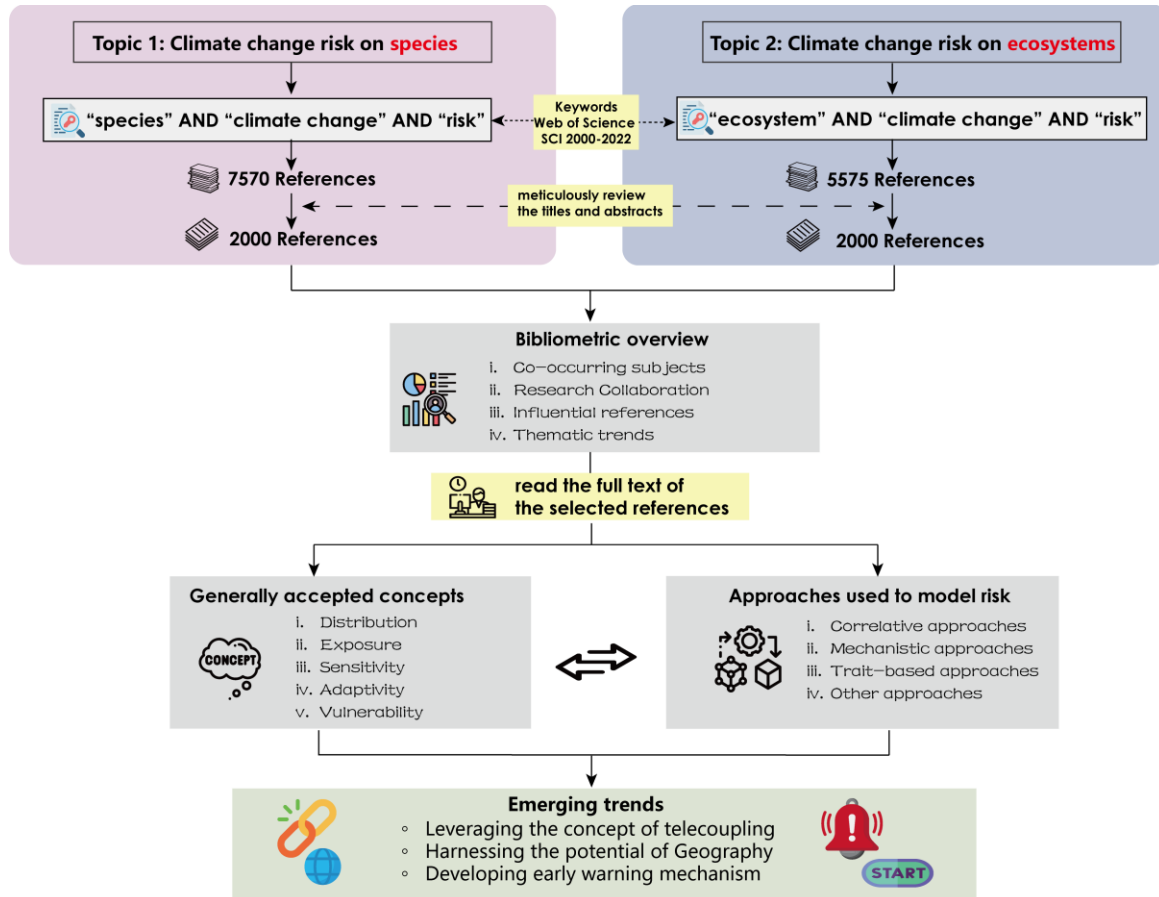 Topic 1: Climate change risk on species
Topic 2: Climate change risk on ecosystems
“species” AND “climate change” AND “risk”
Keywords
Web of Science
SCI 2000-2022
“ecosystem” AND “climate change” AND “risk”
7570 References
5575 References
meticulously review
the titles and abstracts
2000 References
2000 References
Bibliometric overview
i. Co-occurring subjects
ii. Research Collaboration
iii. Influential references
iv. Thematic trends
read the full text of
the selected references
Generally accepted concepts
CONCEPT
i. Distribution
ii. Exposure
iii. Sensitivity
iv. Adaptivity
v. Vulnerability
Approaches used to model risk
i. Correlative approaches
ii. Mechanistic approaches
iii. Trait-based approaches
iv. Other approaches
Emerging trends
◦ Leveraging the concept of telecoupling
◦ Harnessing the potential of Geography
◦ Developing early warning mechanism
START